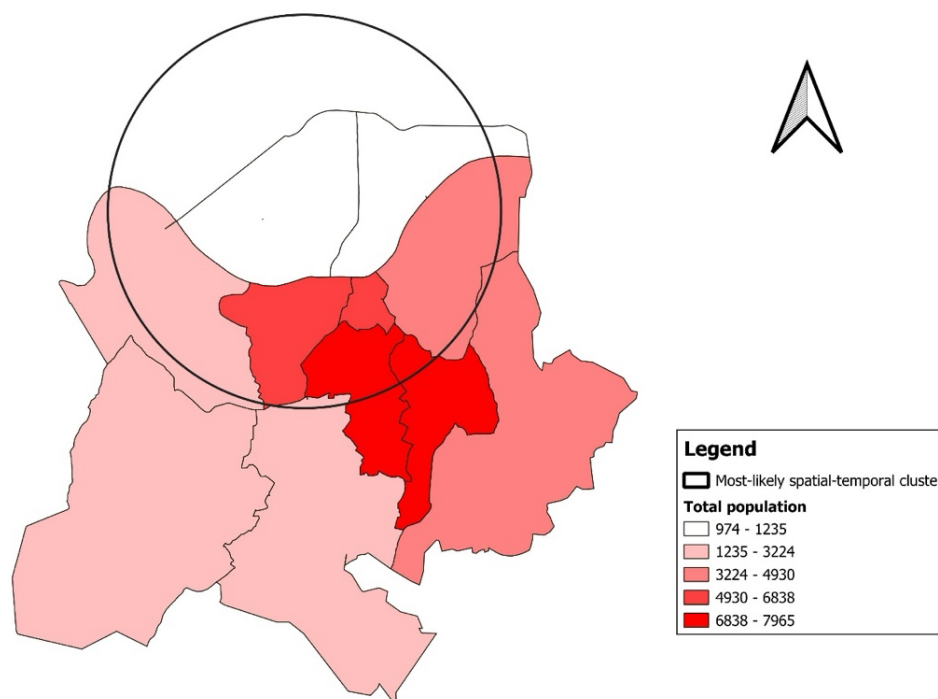 Legend
Most-likely spatial-temporal cluste
Total population
974 - 1235
1235 - 3224
3224 - 4930
4930 - 6838
6838 - 7965